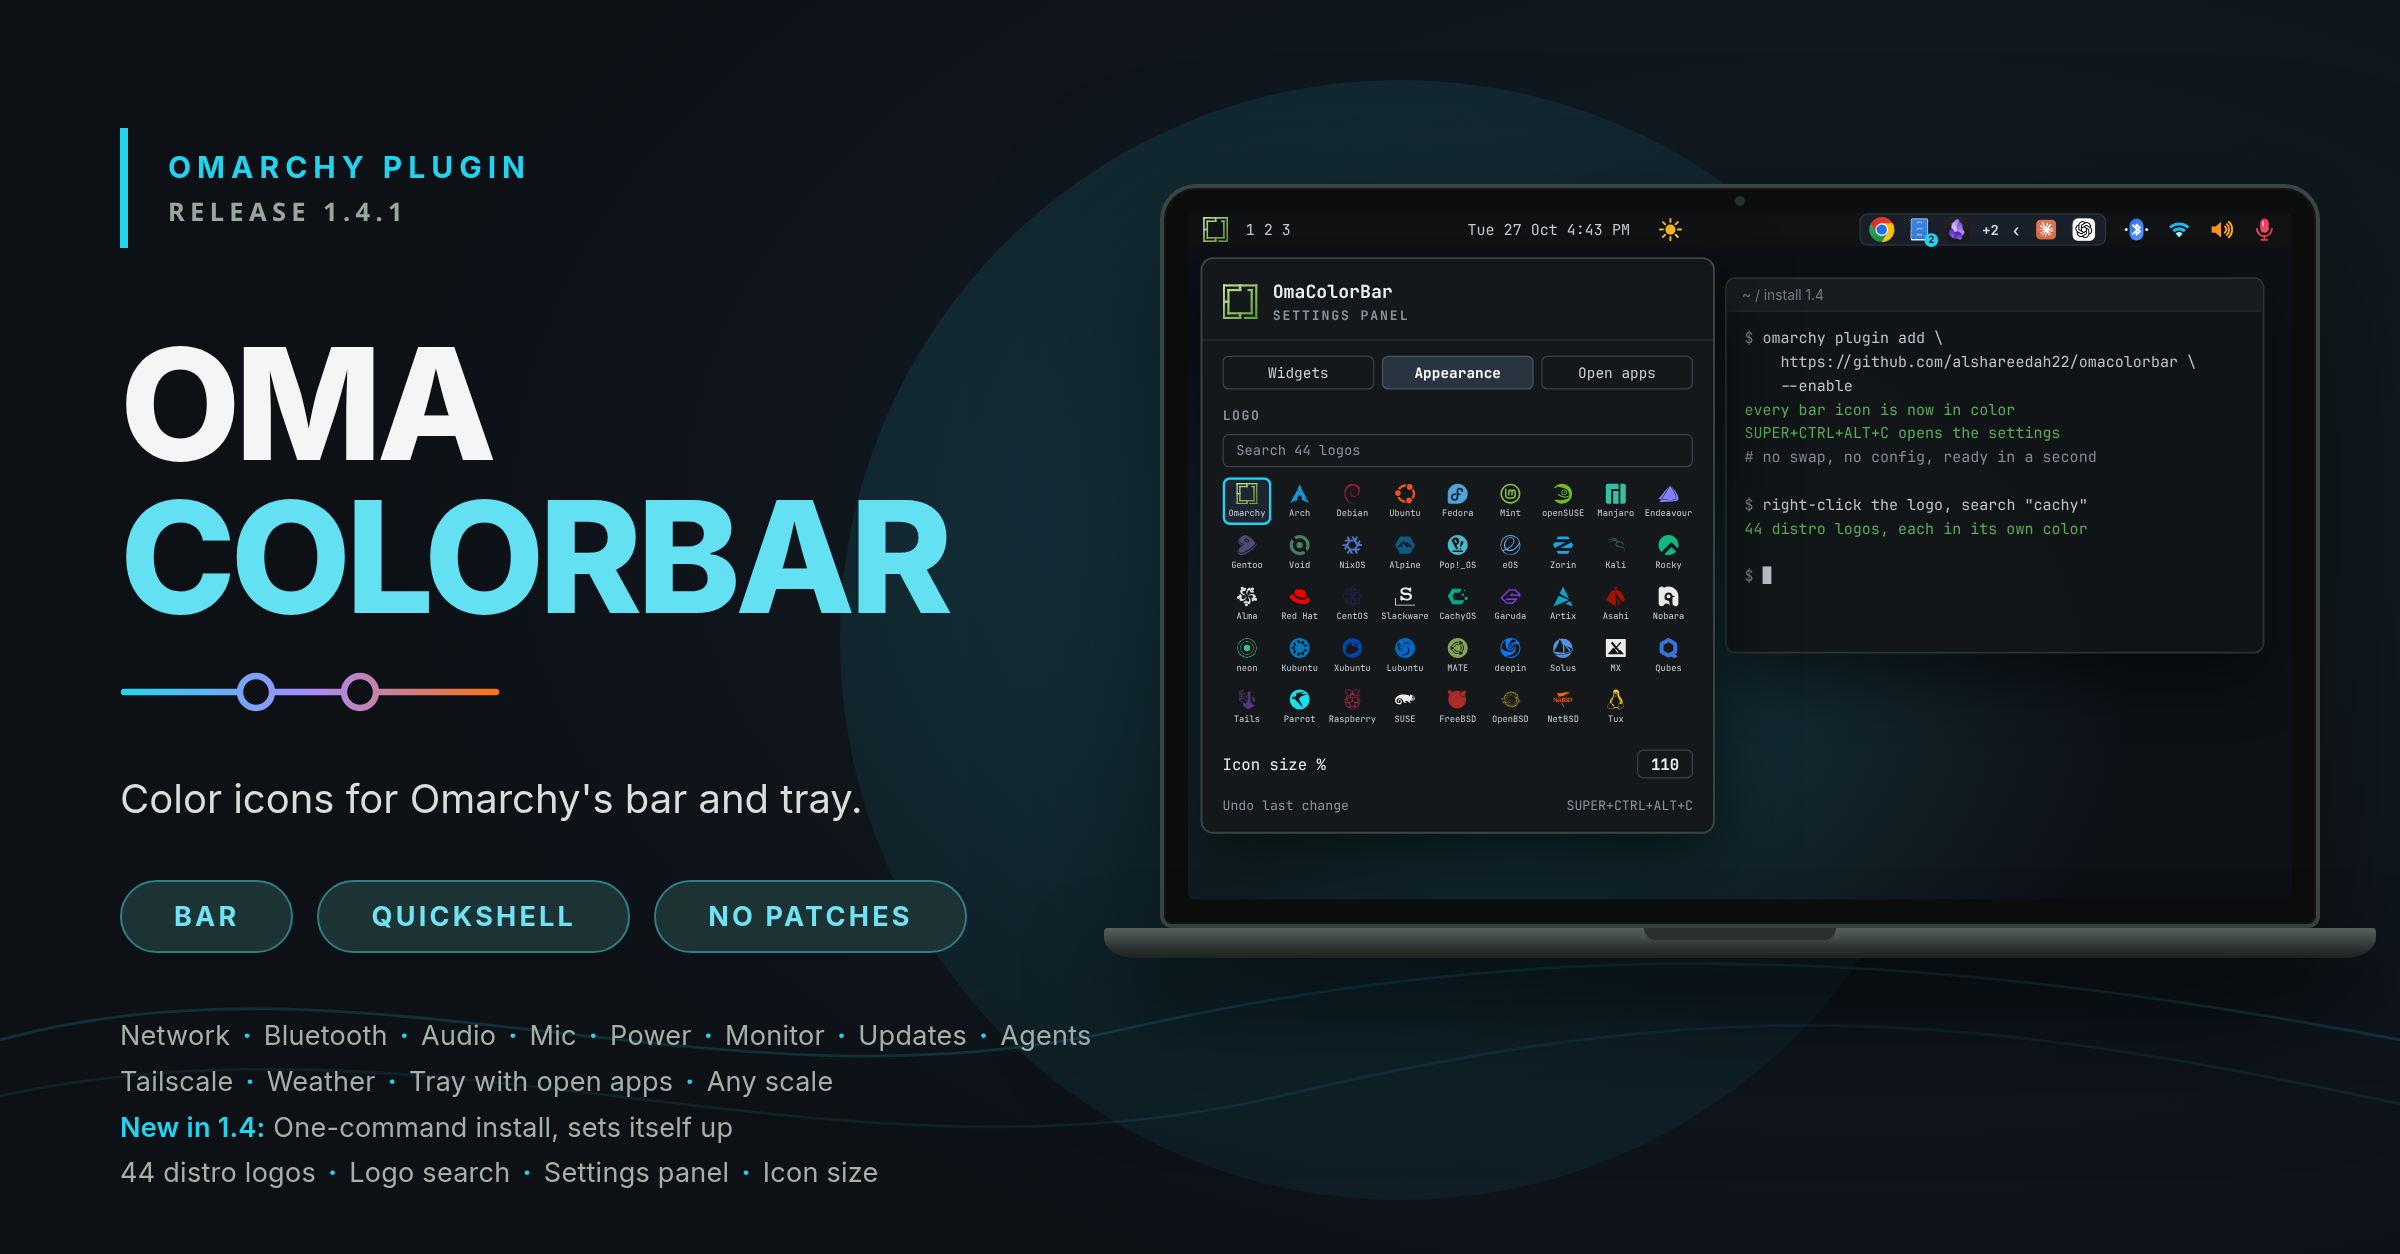 OMARCHY PLUGIN
RELEASE 1.4.1
OMA
COLORBAR
Color icons for Omarchy's bar and tray.
BAR
QUICKSHELL
NO PATCHES
Network · Bluetooth · Audio · Mic · Power · Monitor · Updates · Agents
Tailscale · Weather · Tray with open apps · Any scale
New in 1.4: One-command install, sets itself up
44 distro logos · Logo search · Settings panel · Icon size
1 2 3
Tue 27 Oct 4:43 PM
2
+2 ‹
OmaColorBar
SETTINGS PANEL
Widgets
Appearance
Open apps
LOGO
Search 44 logos
Omarchy Arch Debian Ubuntu Fedora Mint openSUSE Manjaro Endeavour
Gentoo Void NixOS Alpine Pop!_OS eOS Zorin Kali Rocky
S
Alma Red Hat CentOS Slackware CachyOS Garuda Artix Asahi Nobara
neon Kubuntu Xubuntu Lubuntu MATE deepin Solus MX Qubes
NetBSD
Tails Parrot Raspberry SUSE FreeBSD OpenBSD NetBSD Tux
Icon size % 110
Undo last change SUPER+CTRL+ALT+C
~ / install 1.4
$ omarchy plugin add \
https://github.com/alshareedah22/omacolorbar \
--enable
every bar icon is now in color
SUPER+CTRL+ALT+C opens the settings
# no swap, no config, ready in a second
$ right-click the logo, search "cachy"
44 distro logos, each in its own color
$